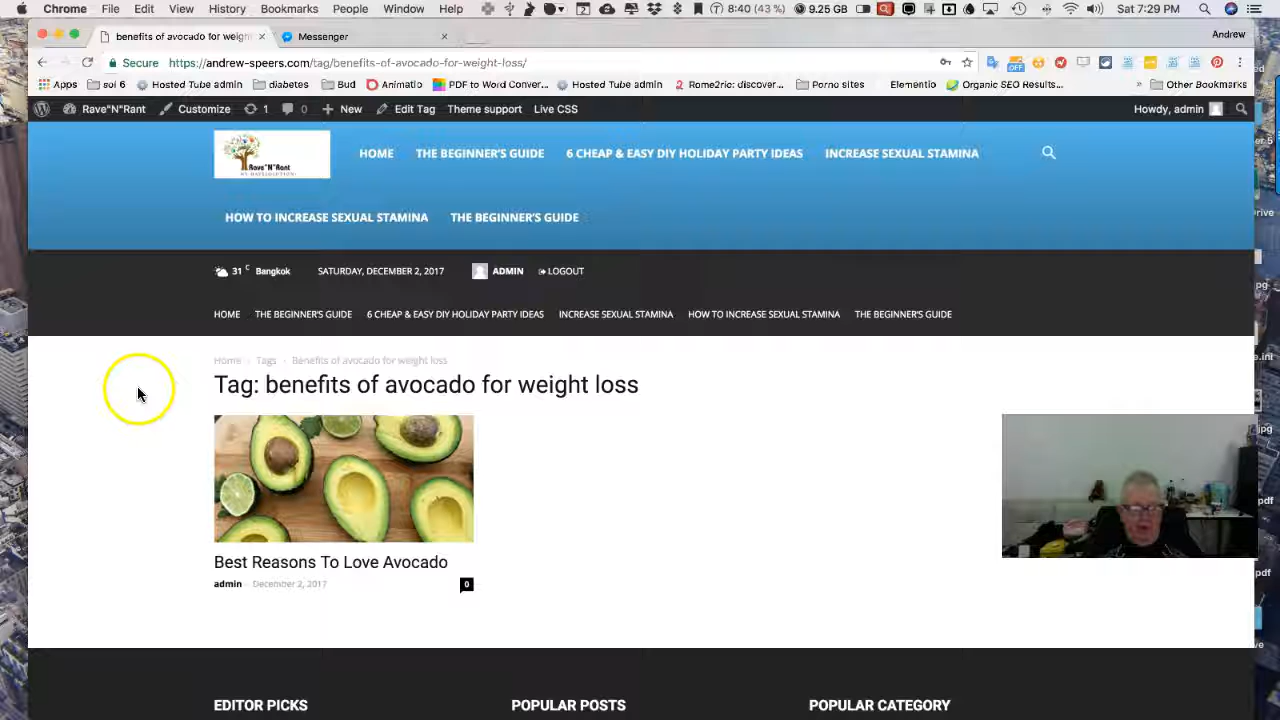 Chrome File Edit View History Bookmarks People Window Help 8:40 (43 %) 9.25 GB Sat 7:29 PM
benefits of avocado for weigh Messenger Andrew
Secure https://andrew-speers.com/tag/benefits-of-avocado-for-weight-loss/
Apps soi 6 Hosted Tube admin diabetes Bud Animatio PDF to Word Conver... Rome2rio: discover... Hosted Tube admin Porno sites Elementio Organic SEO Results... Other Bookmarks
Rave"N"Rant Customize 1 0 New Edit Tag Theme support Live CSS Howdy, admin
Rave"N"Rant
HOME THE BEGINNER'S GUIDE 6 CHEAP & EASY DIY HOLIDAY PARTY IDEAS INCREASE SEXUAL STAMINA
HOW TO INCREASE SEXUAL STAMINA THE BEGINNER'S GUIDE
31 C Bangkok SATURDAY, DECEMBER 2, 2017 ADMIN LOGOUT
HOME THE BEGINNER'S GUIDE 6 CHEAP & EASY DIY HOLIDAY PARTY IDEAS INCREASE SEXUAL STAMINA HOW TO INCREASE SEXUAL STAMINA THE BEGINNER'S GUIDE
Home Tags Benefits of avocado for weight loss
Tag: benefits of avocado for weight loss
Best Reasons To Love Avocado
admin - December 2, 2017 0
EDITOR PICKS POPULAR POSTS POPULAR CATEGORY